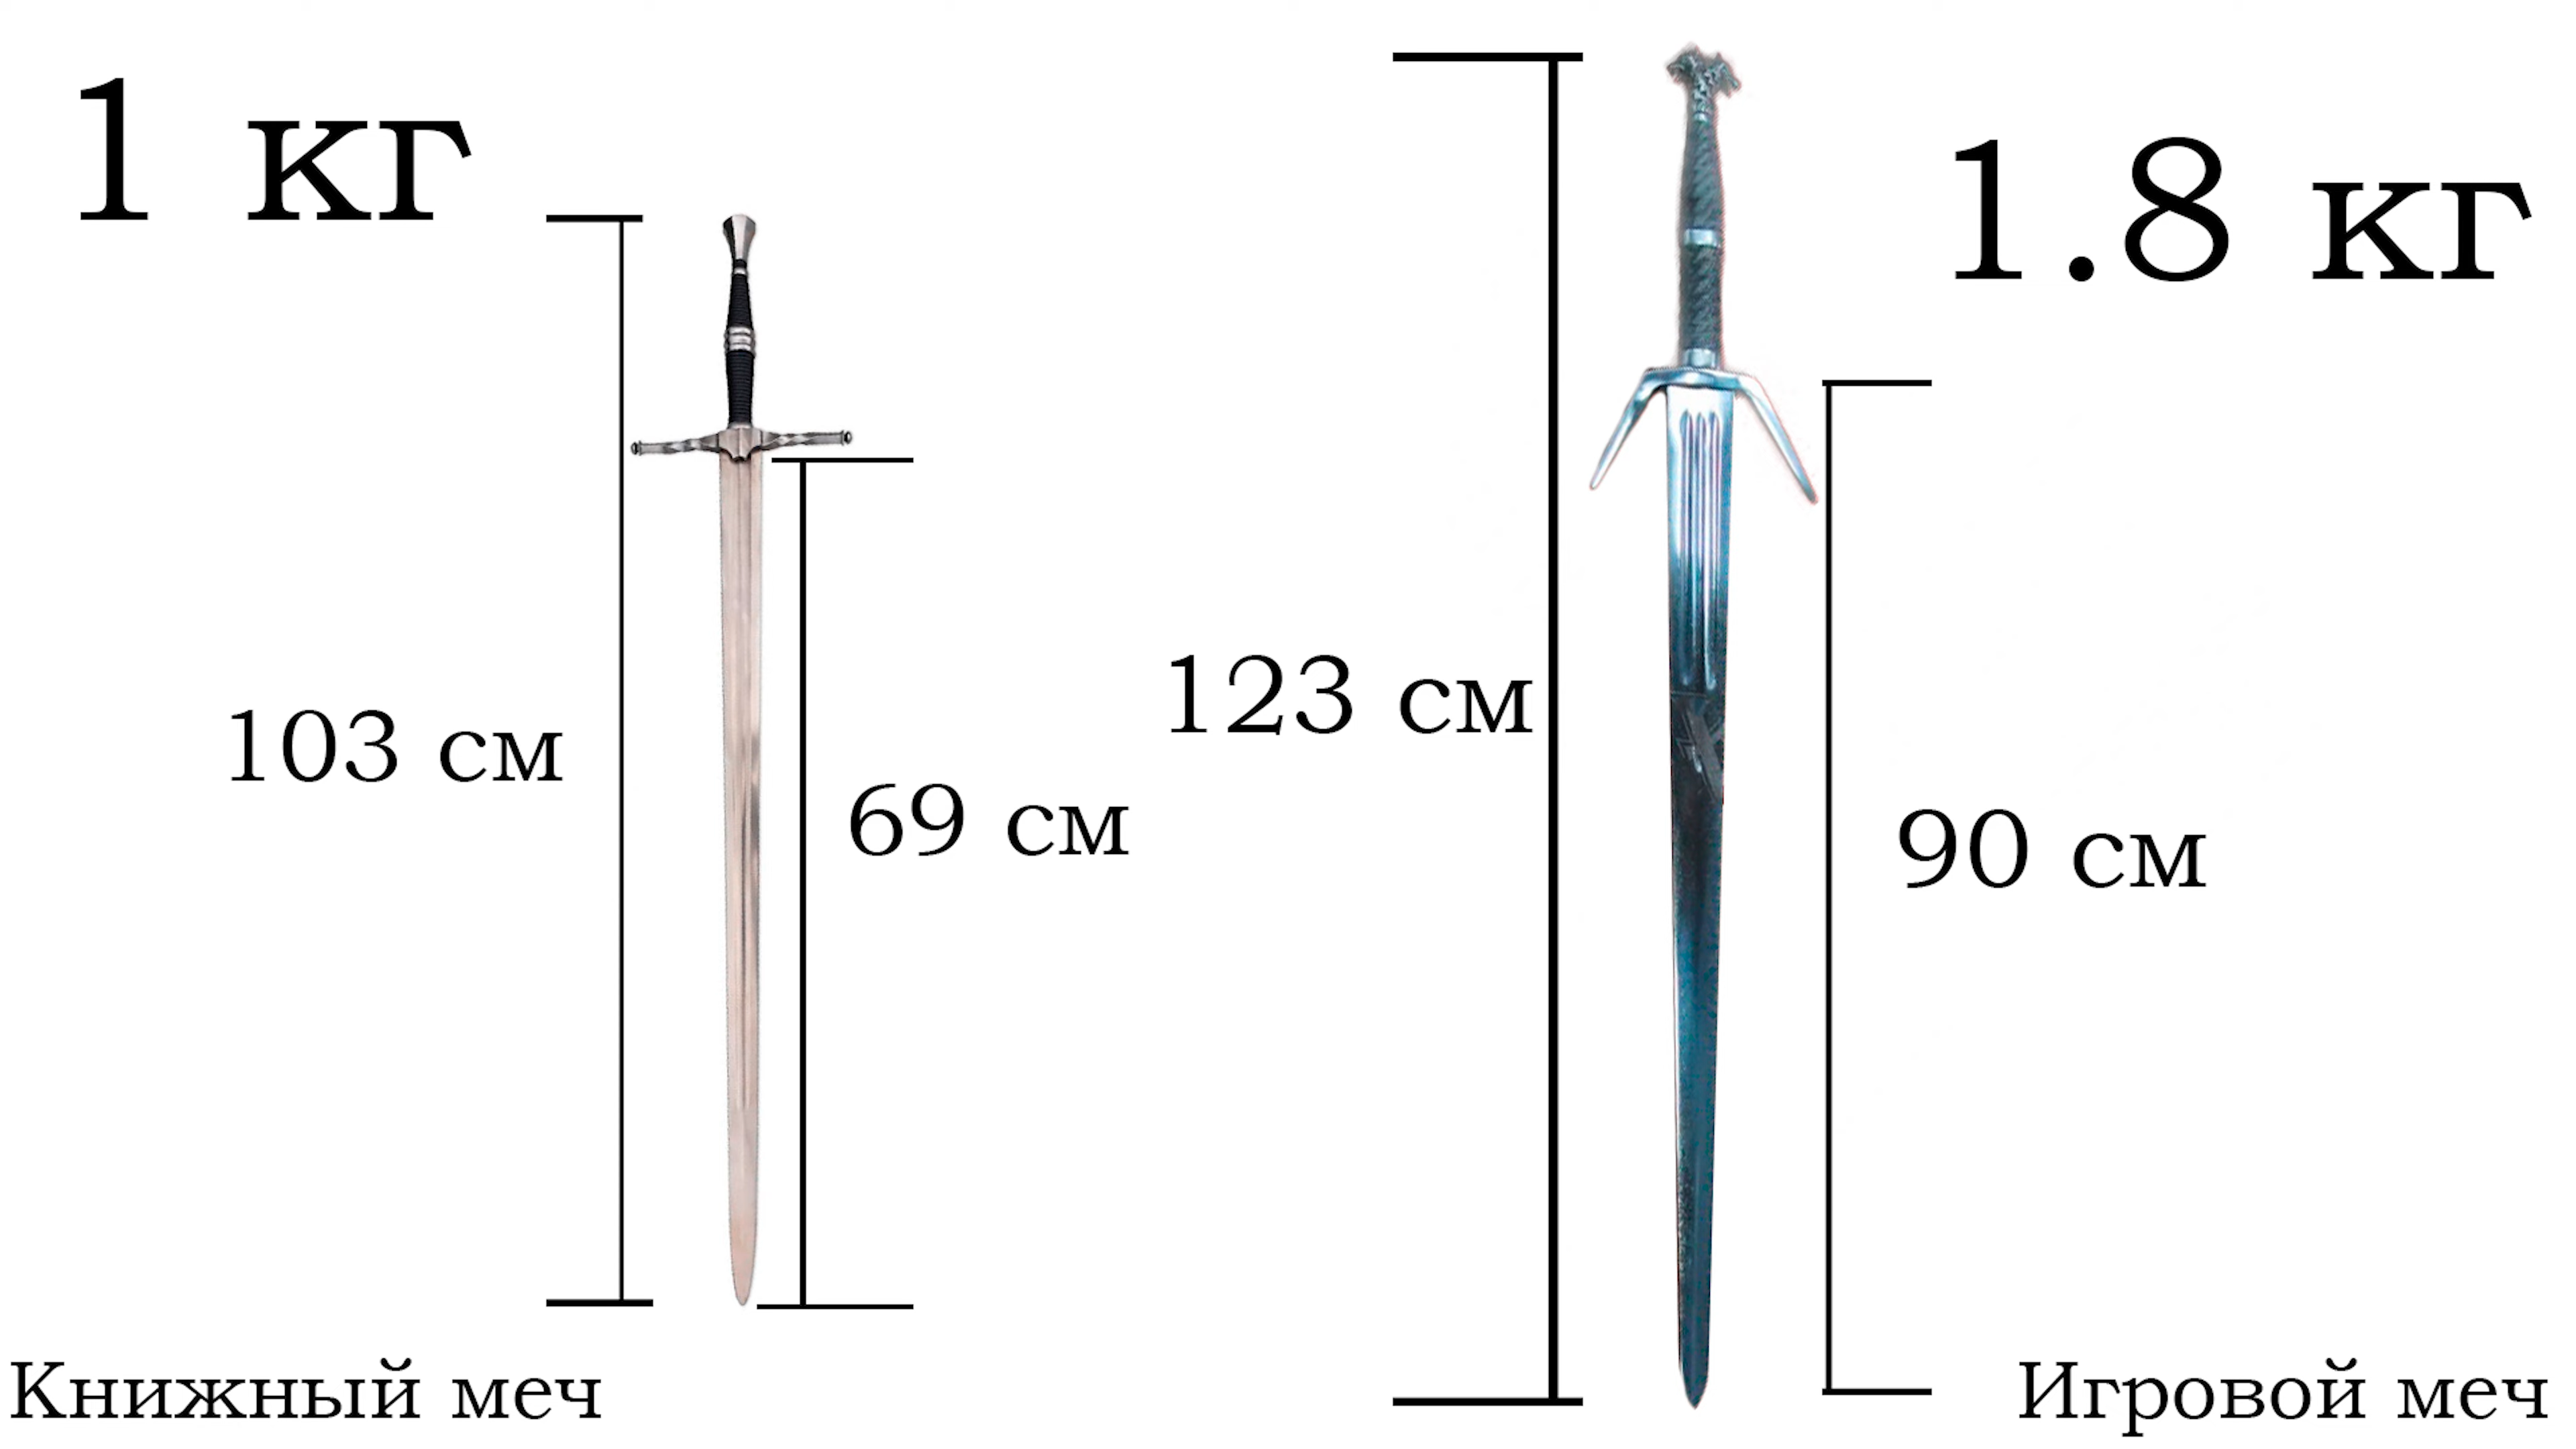 1 кг
103 см
69 см
Книжный меч
1.8 кг
123 см
90 см
Игровой меч